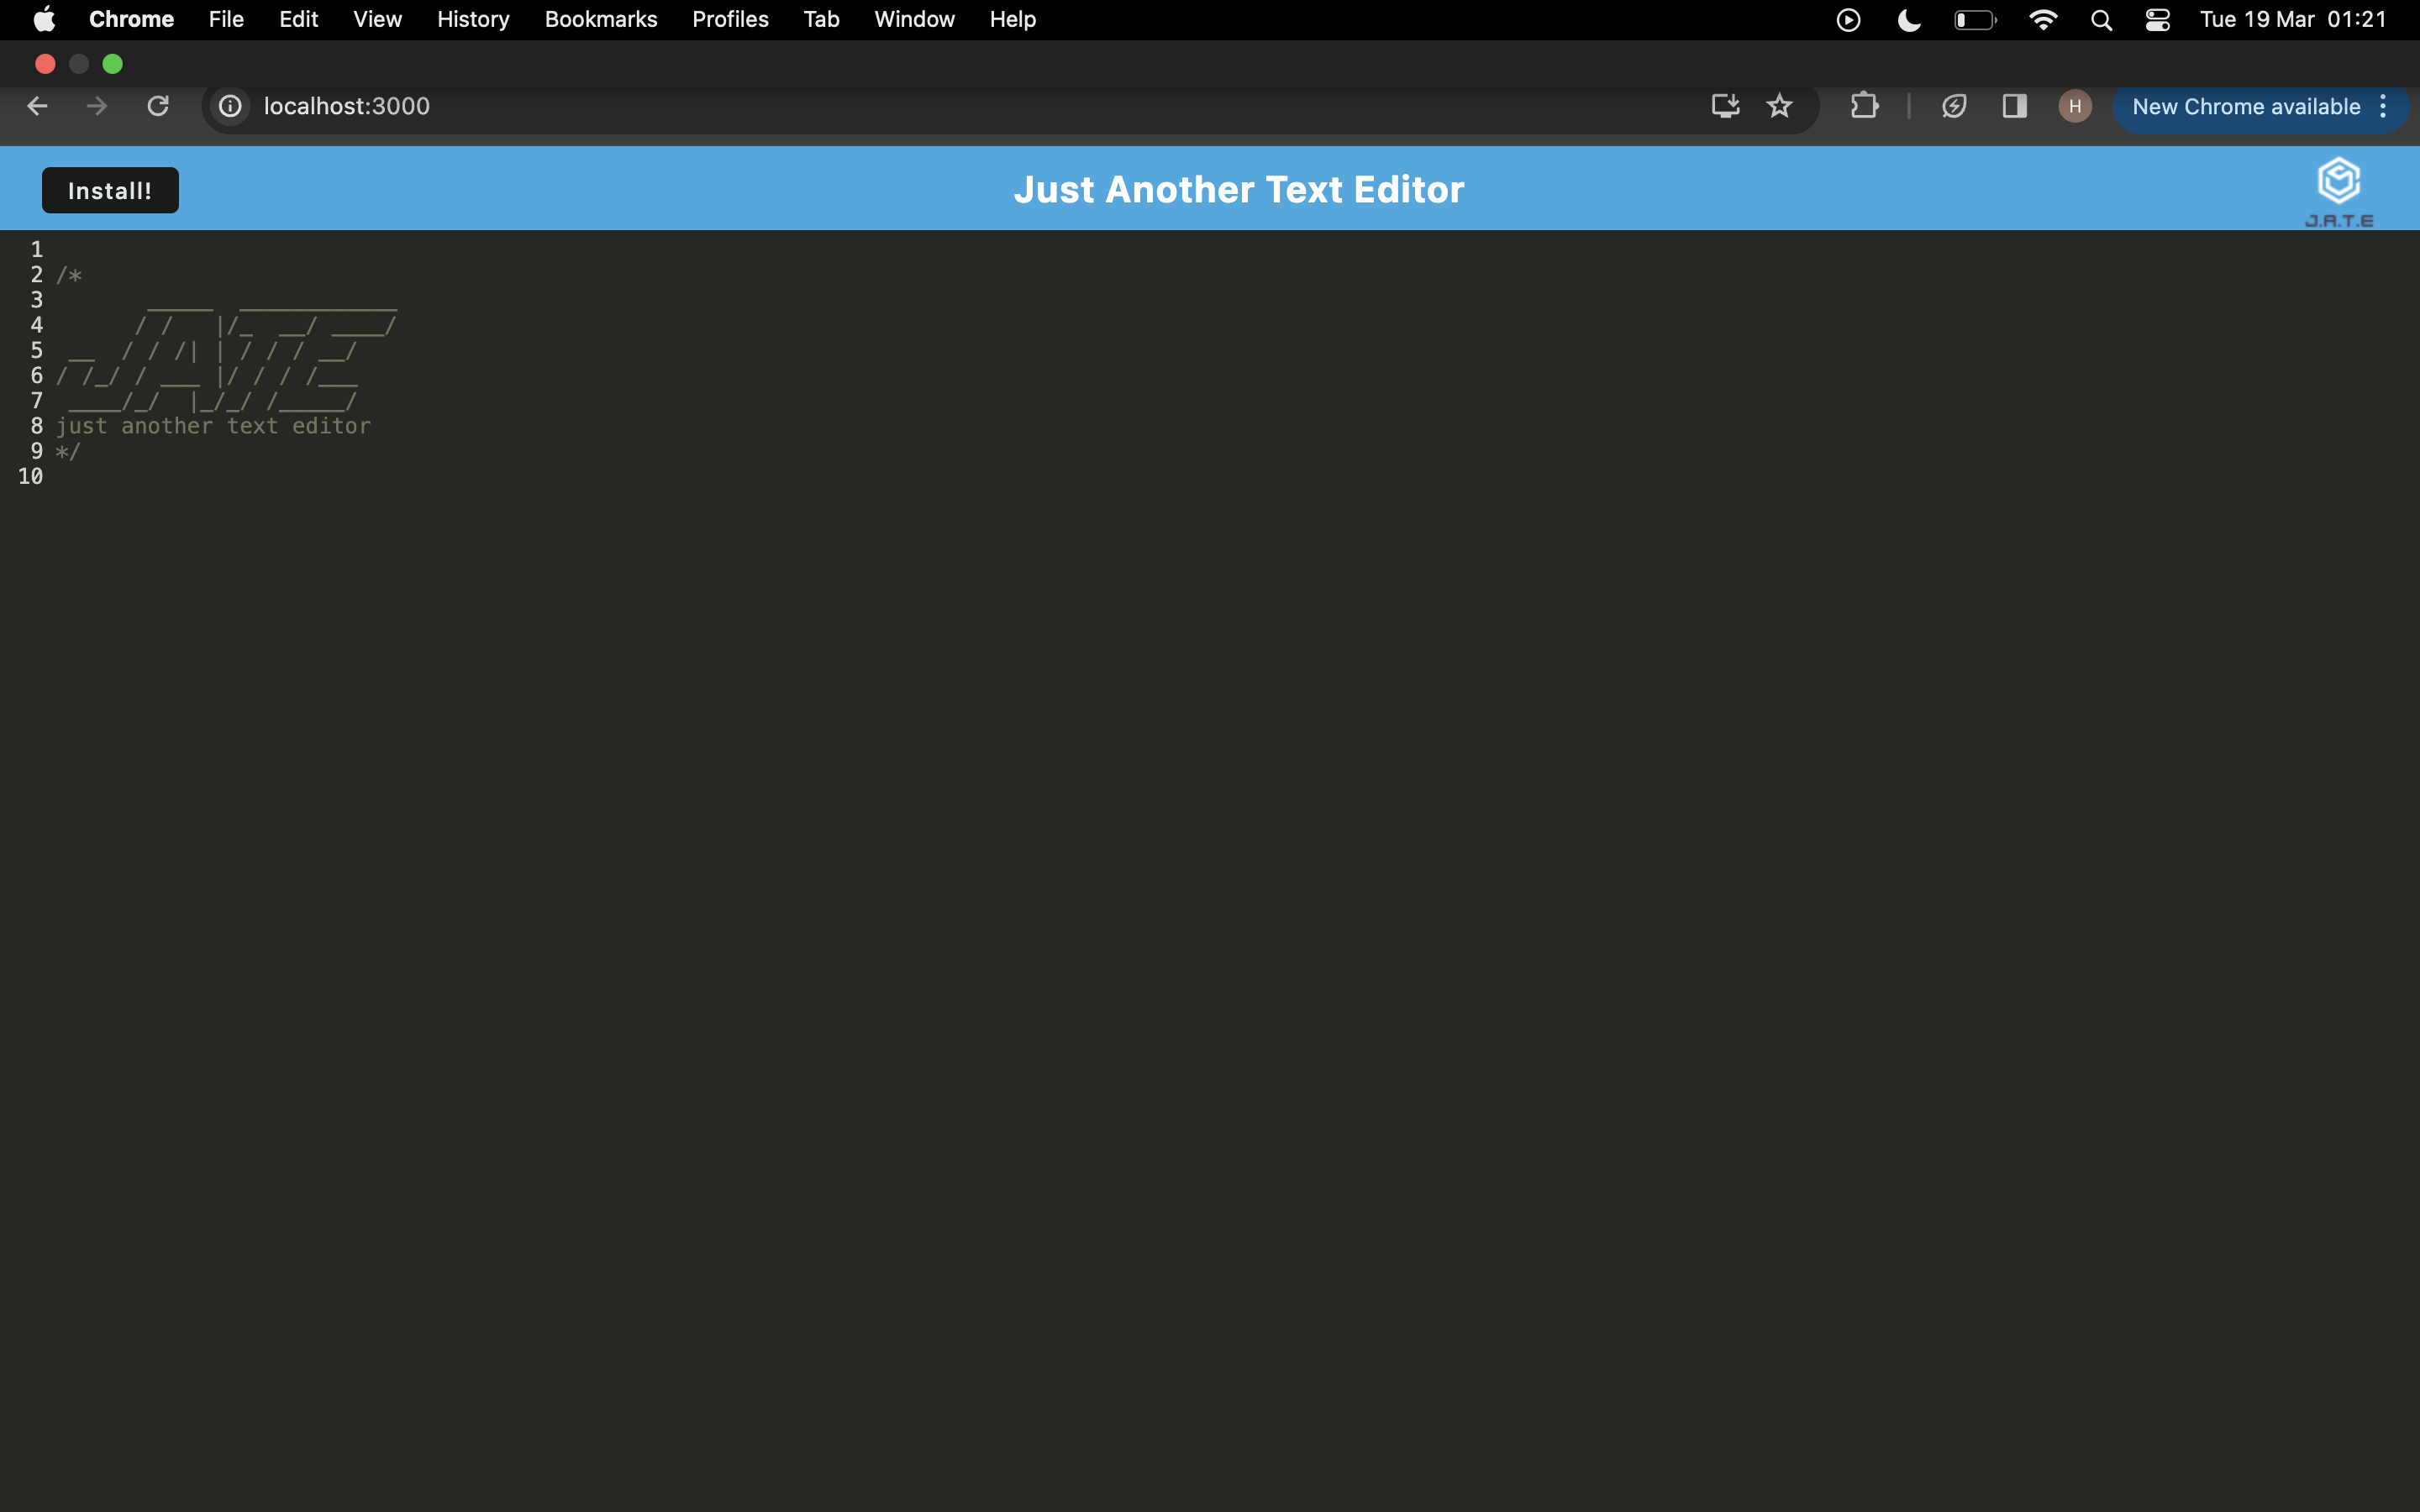 Chrome File Edit View History Bookmarks Profiles Tab Window Help Tue 19 Mar 01:21
localhost:3000 H New Chrome available
Install! Just Another Text Editor
J.A.T.E
1
2 /*
3        _____  ____________
4       / /   |/_  __/ ____/
5  __  / / /| | / / / __/
6 / /_/ / ___ |/ / / /___
7  ____/_/  |_/_/ /_____/
8 just another text editor
9 */
10